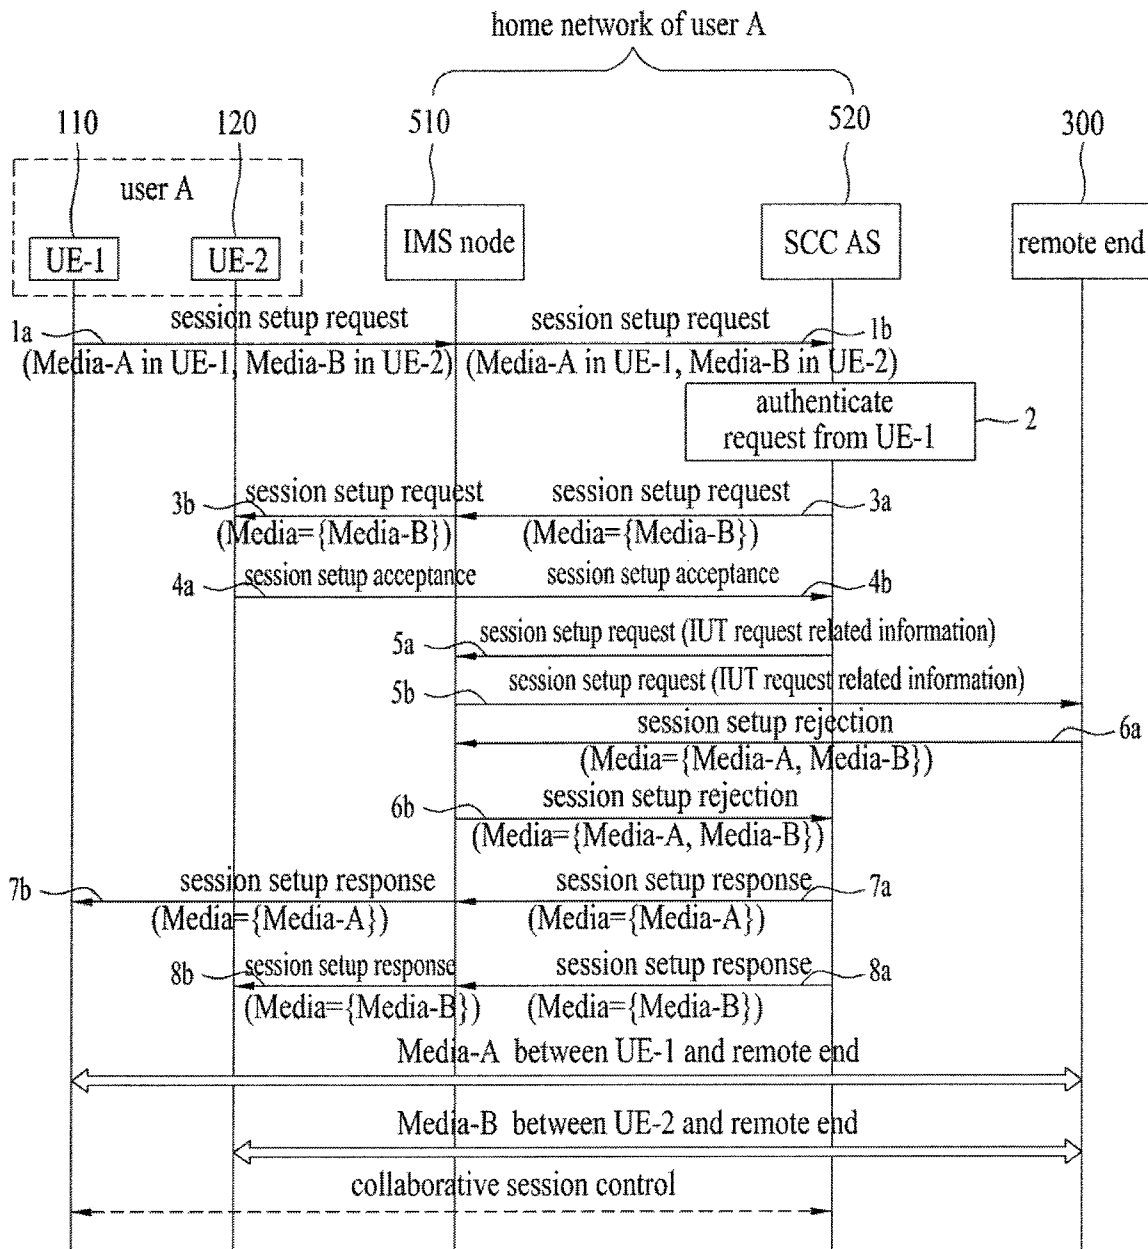 home network of user A
110
120
510
520
300
user A
UE-1
UE-2
IMS node
SCC AS
remote end
1a
session setup request
session setup request
1b
(Media-A in UE-1, Media-B in UE-2)
(Media-A in UE-1, Media-B in UE-2)
authenticate
request from UE-1
2
3b
session setup request
session setup request
3a
(Media={Media-B})
(Media={Media-B})
4a
session setup acceptance
session setup acceptance
4b
5a
session setup request (IUT request related information)
5b
session setup request (IUT request related information)
session setup rejection
6a
(Media={Media-A, Media-B})
6b
session setup rejection
(Media={Media-A, Media-B})
7b
session setup response
session setup response
7a
(Media={Media-A})
(Media={Media-A})
8b
session setup response
session setup response
8a
(Media={Media-B})
(Media={Media-B})
Media-A between UE-1 and remote end
Media-B between UE-2 and remote end
collaborative session control